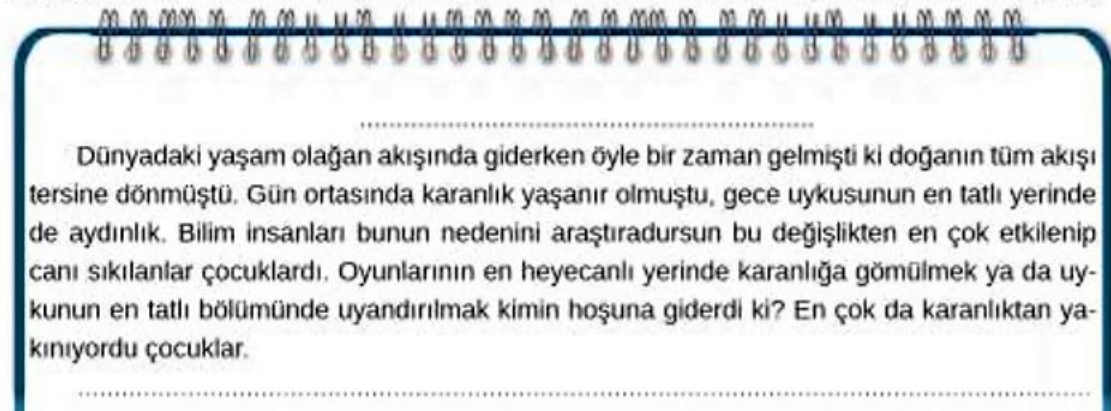 Dünyadaki yaşam olağan akışında giderken öyle bir zaman gelmişti ki doğanın tüm akışı
tersine dönmüştü. Gün ortasında karanlık yaşanır olmuştu, gece uykusunun en tatlı yerinde
de aydınlık. Bilim insanları bunun nedenini araştıradursun bu değişlikten en çok etkilenip
canı sıkılanlar çocuklardı. Oyunlarının en heyecanlı yerinde karanlığa gömülmek ya da uy-
kunun en tatlı bölümünde uyandırılmak kimin hoşuna giderdi ki? En çok da karanlıktan ya-
kınıyordu çocuklar.